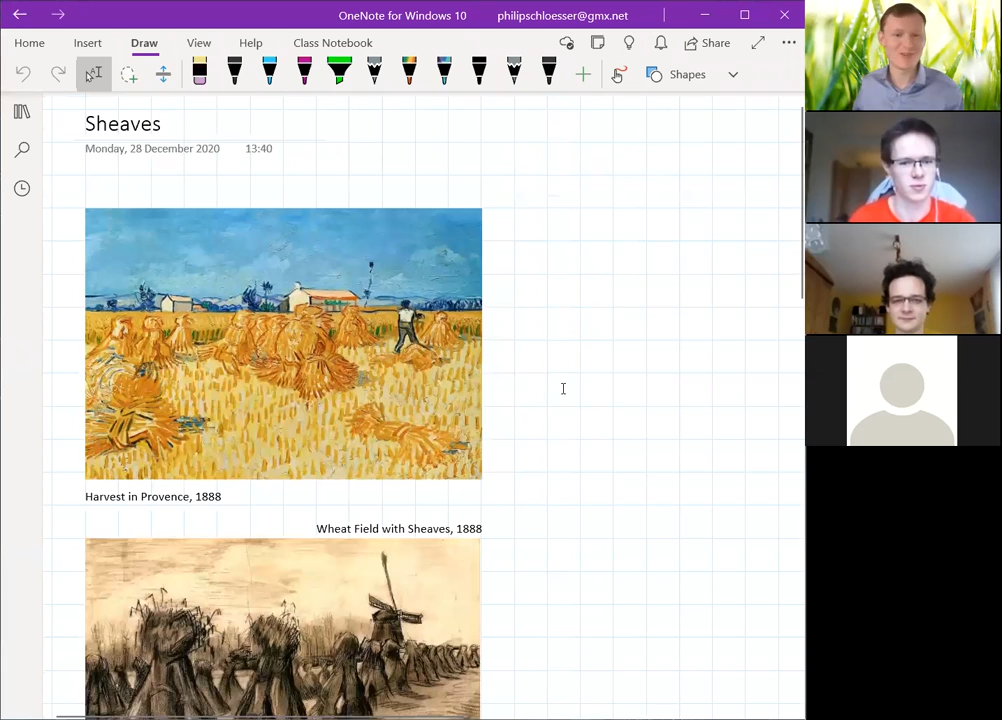 OneNote for Windows 10
philipschloesser@gmx.net
Home Insert Draw View Help Class Notebook
Share
Shapes
Sheaves
Monday, 28 December 2020 13:40
Harvest in Provence, 1888
Wheat Field with Sheaves, 1888